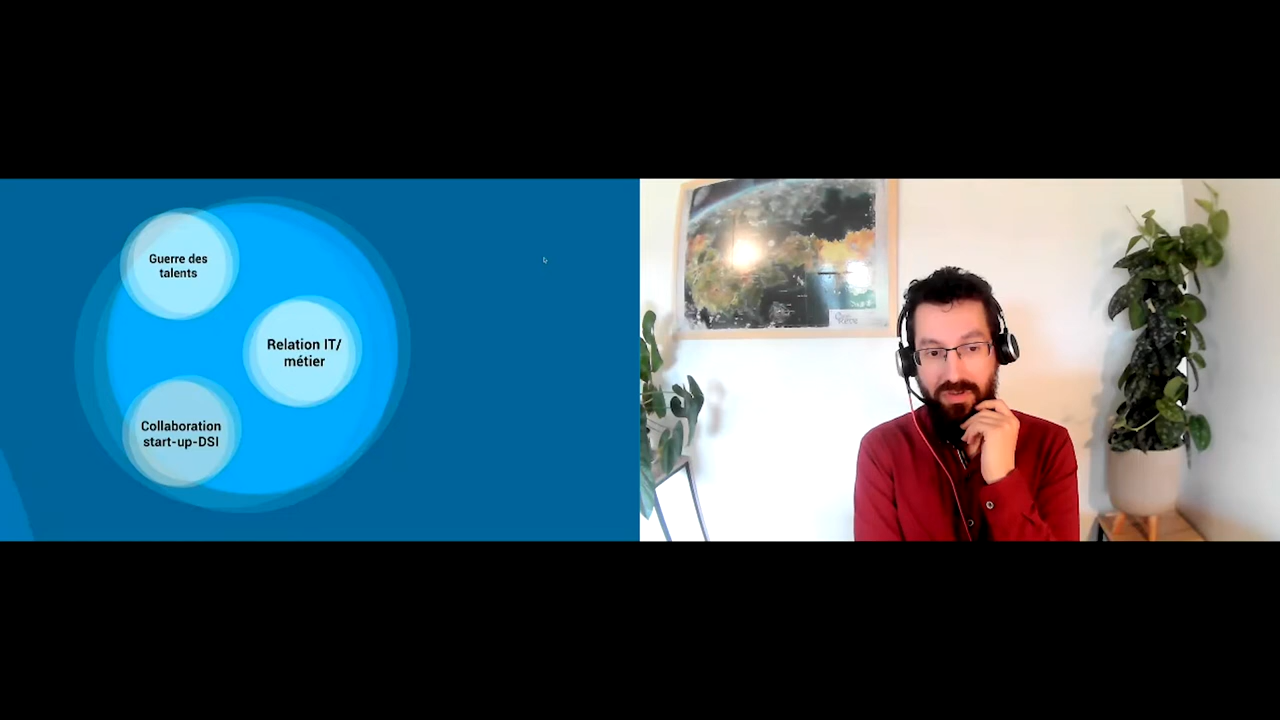 Guerre des
talents
Relation IT/
métier
Collaboration
start-up-DSI